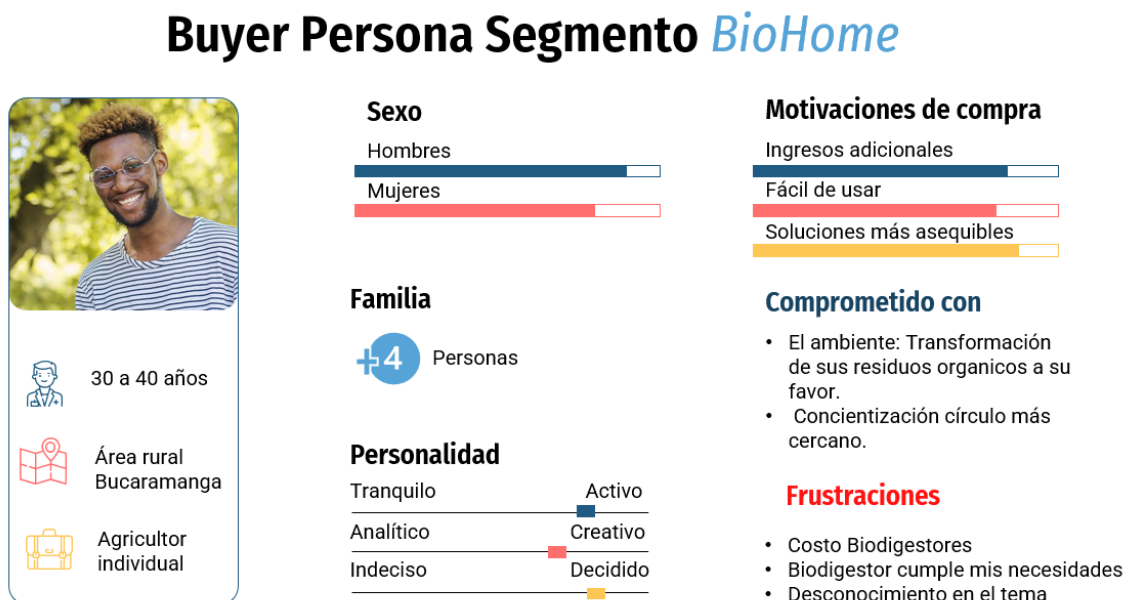 Buyer Persona Segmento BioHome
30 a 40 años
Área rural
Bucaramanga
Agricultor
individual
Sexo
Hombres
Mujeres
Familia
+4 Personas
Personalidad
Tranquilo Activo
Analítico Creativo
Indeciso Decidido
Motivaciones de compra
Ingresos adicionales
Fácil de usar
Soluciones más asequibles
Comprometido con
• El ambiente: Transformación
de sus residuos organicos a su
favor.
• Concientización círculo más
cercano.
Frustraciones
• Costo Biodigestores
• Biodigestor cumple mis necesidades
• Desconocimiento en el tema